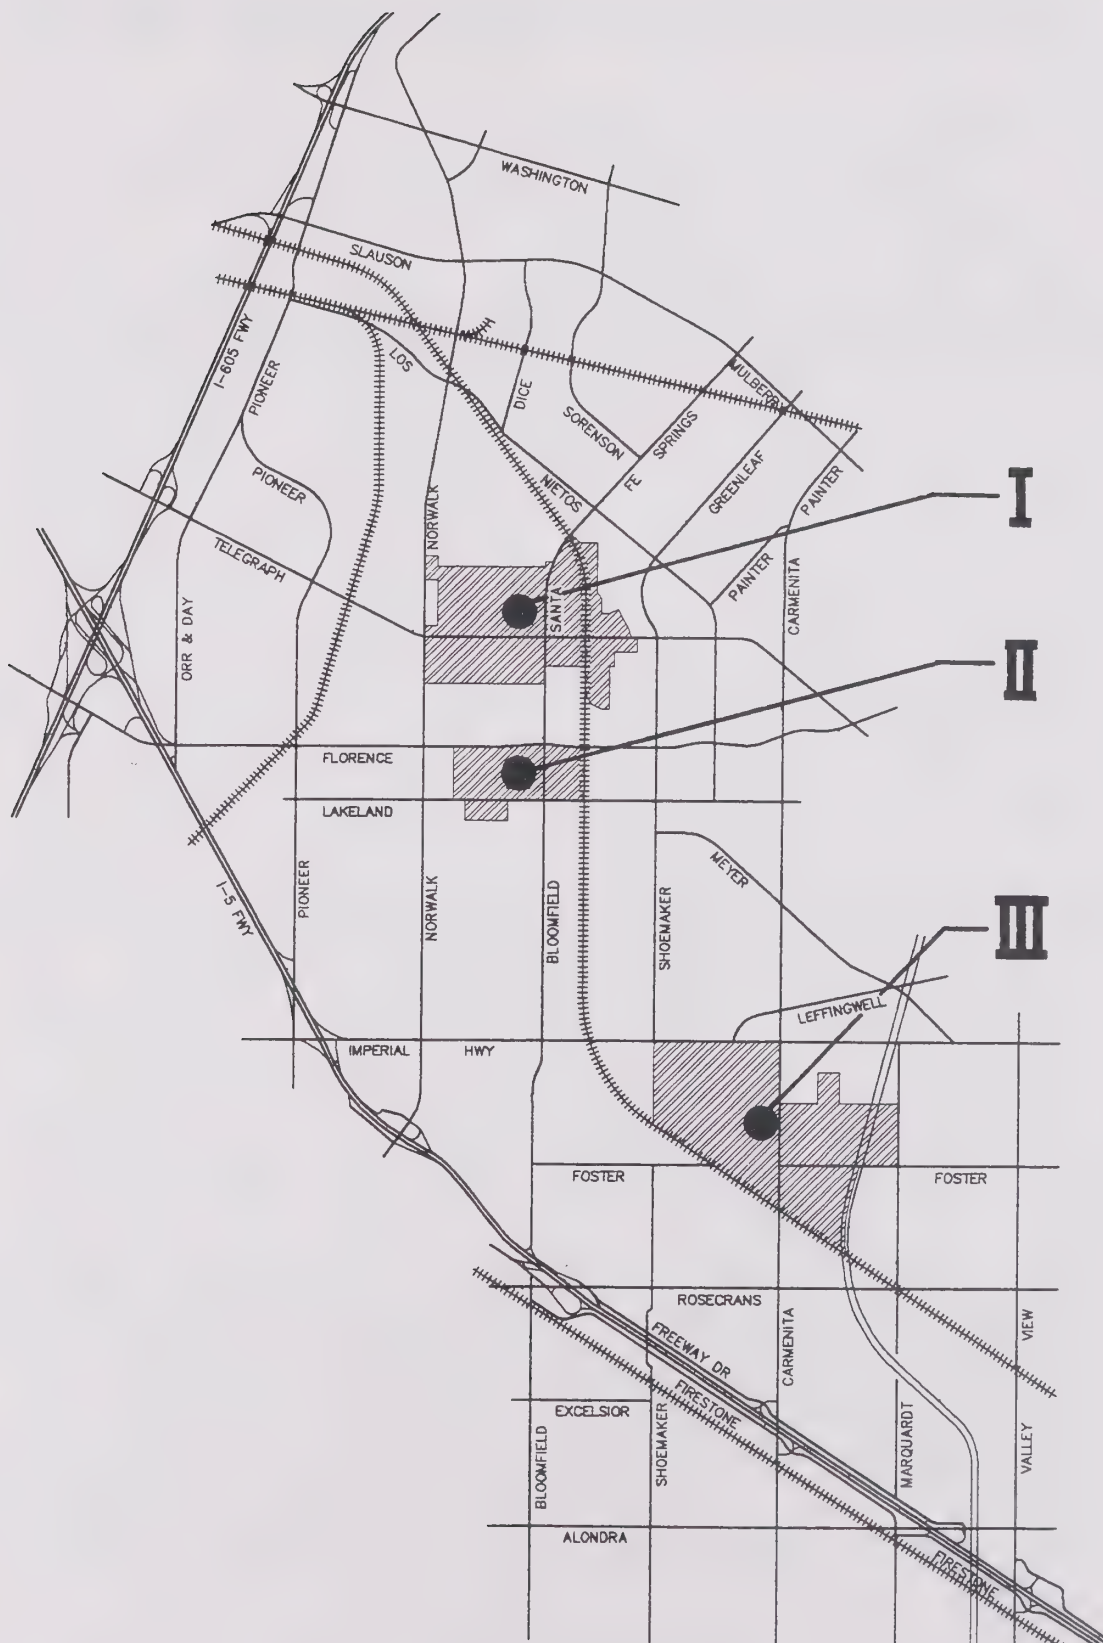 WASHINGTON
SLAUSON
I-605 FWY
PIONEER
LOS
DICE
MULBERRY
SORENSON
SPRINGS
PIONEER
NORWALK
NIETOS
FE
GREENLEAF
PAINTER
I
TELEGRAPH
PAINTER
SANTA
CARMENITA
ORR & DAY
II
FLORENCE
LAKELAND
MEYER
PIONEER
NORWALK
BLOOMFIELD
SHOEMAKER
I-5 FWY
III
LEFFINGWELL
IMPERIAL HWY
FOSTER
FOSTER
ROSECRANS
VIEW
FREEWAY DR
CARMENITA
FIRESTONE
EXCELSIOR
SHOEMAKER
MARQUARDT
VALLEY
BLOOMFIELD
ALONDRA
FIRESTONE